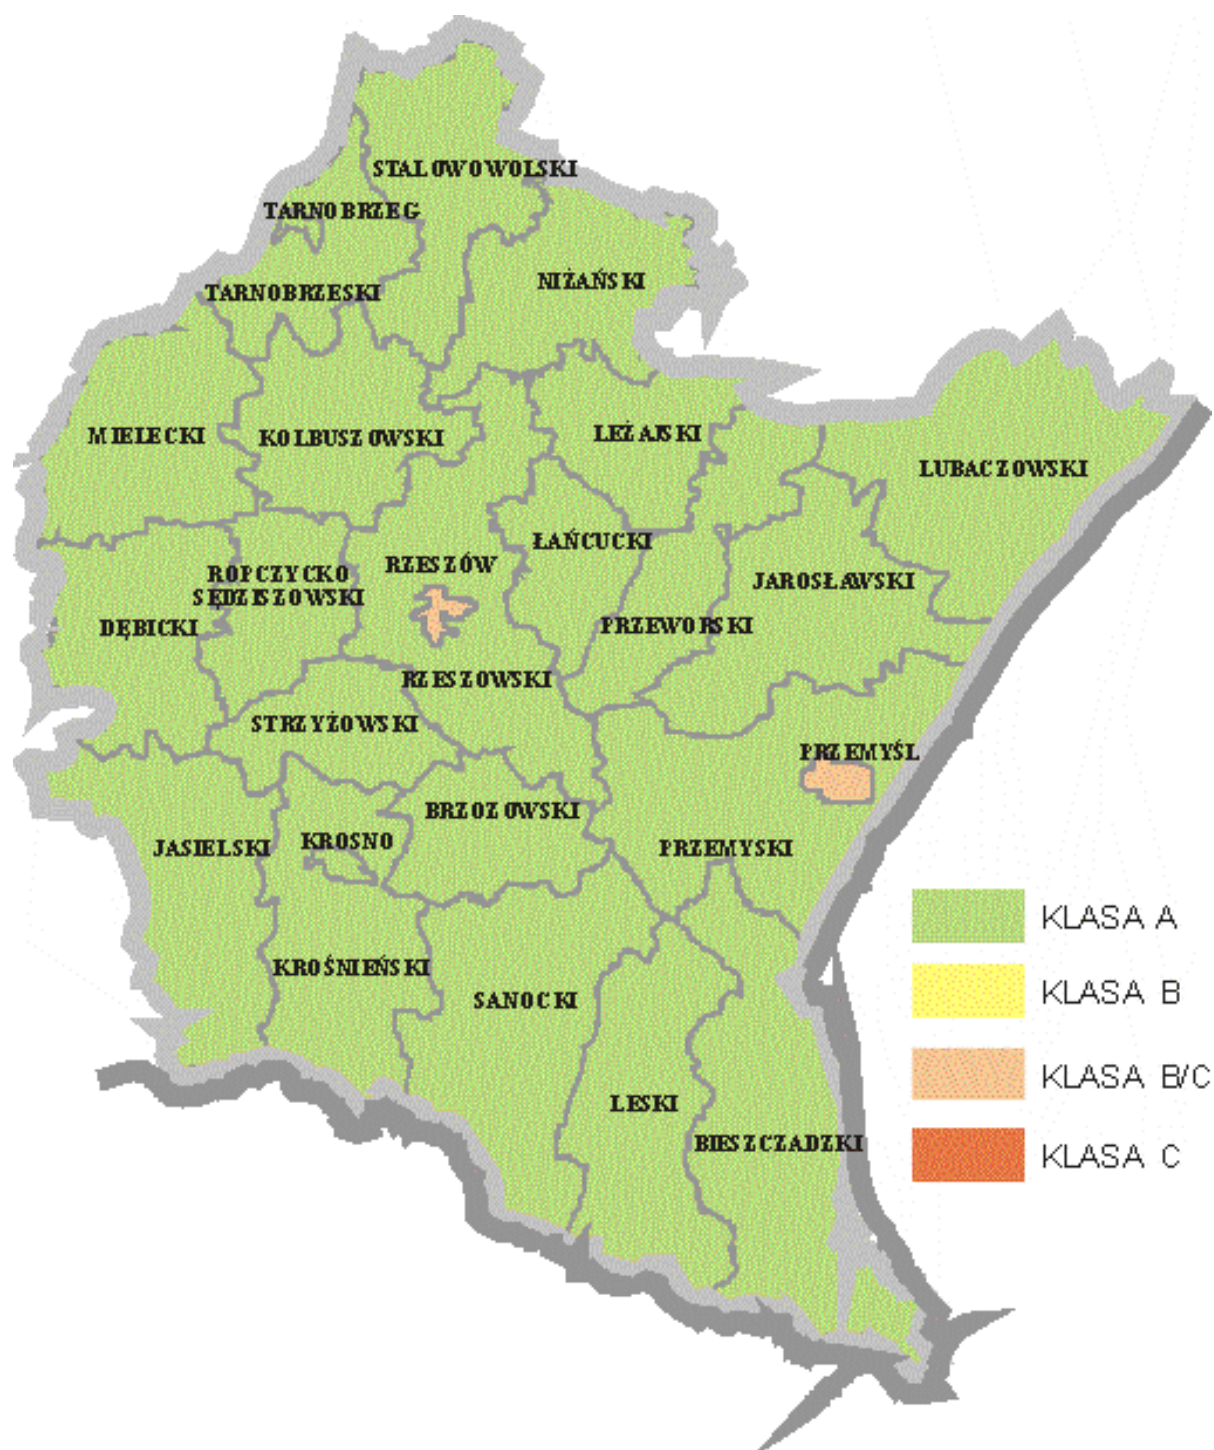 STALOWOWOLSKI
TARNOBRZEG
NIŻAŃSKI
TARNOBRZESKI
MIELECKI
KOLBUSZOWSKI
LEŻAJSKI
LUBACZOWSKI
ŁAŃCUCKI
RZESZÓW
ROPCZYCKO
SĘDZISZOWSKI
JAROSŁAWSKI
DĘBICKI
PRZEWORSKI
RZESZOWSKI
STRZYŻOWSKI
PRZEMYŚL
BRZOZOWSKI
KROSNO
JASIELSKI
PRZEMYSKI
KROŚNIEŃSKI
SANOCKI
LESKI
BIESZCZADZKI
KLASA A
KLASA B
KLASA B/C
KLASA C